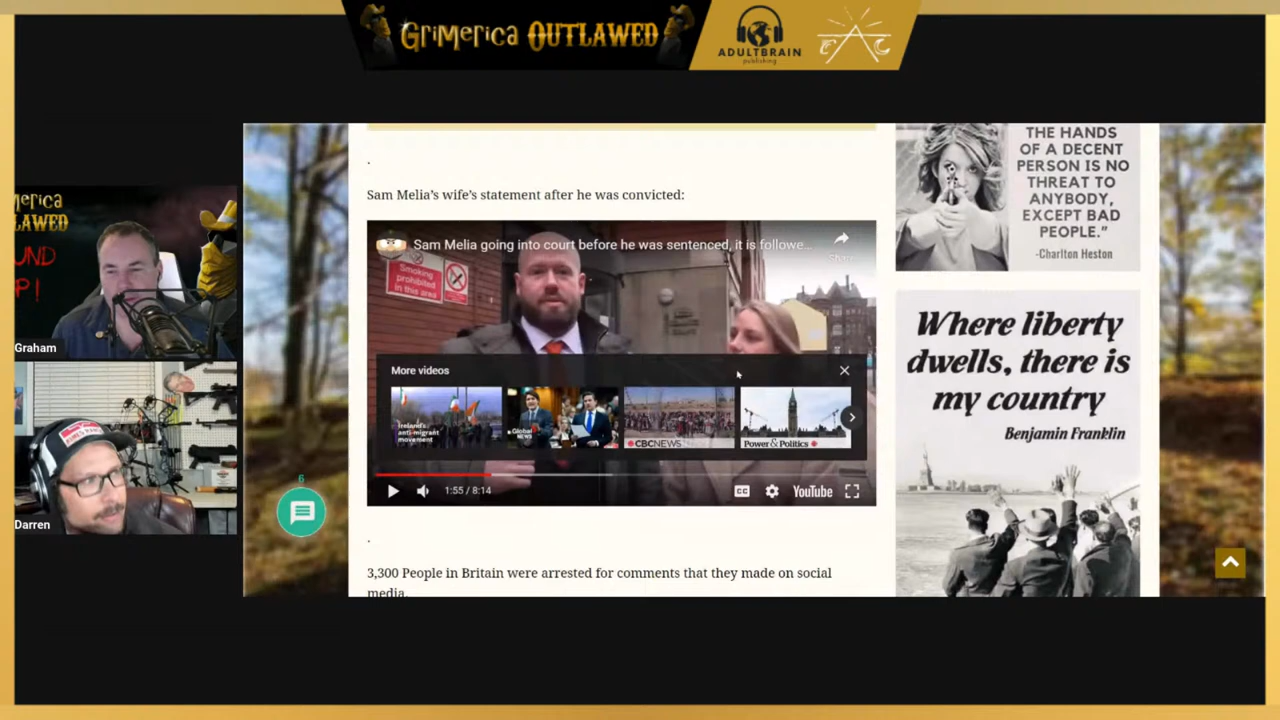 GRIMERICA OUTLAWED
ADULTBRAIN
publishing
merica
LAWED
UND
P!
Graham
Darren
6
.
Sam Melia's wife's statement after he was convicted:
Sam Melia going into court before he was sentenced, it is followe...
Share
Smoking
prohibited
in this area
More videos
Ireland's
anti-migrant
movement
Global
NEWS
CBCNEWS
Power & Politics
1:55 / 8:14
CC
YouTube
.
3,300 People in Britain were arrested for comments that they made on social
media.
THE HANDS
OF A DECENT
PERSON IS NO
THREAT TO
ANYBODY,
EXCEPT BAD
PEOPLE."
-Charlton Heston
Where liberty
dwells, there is
my country
Benjamin Franklin